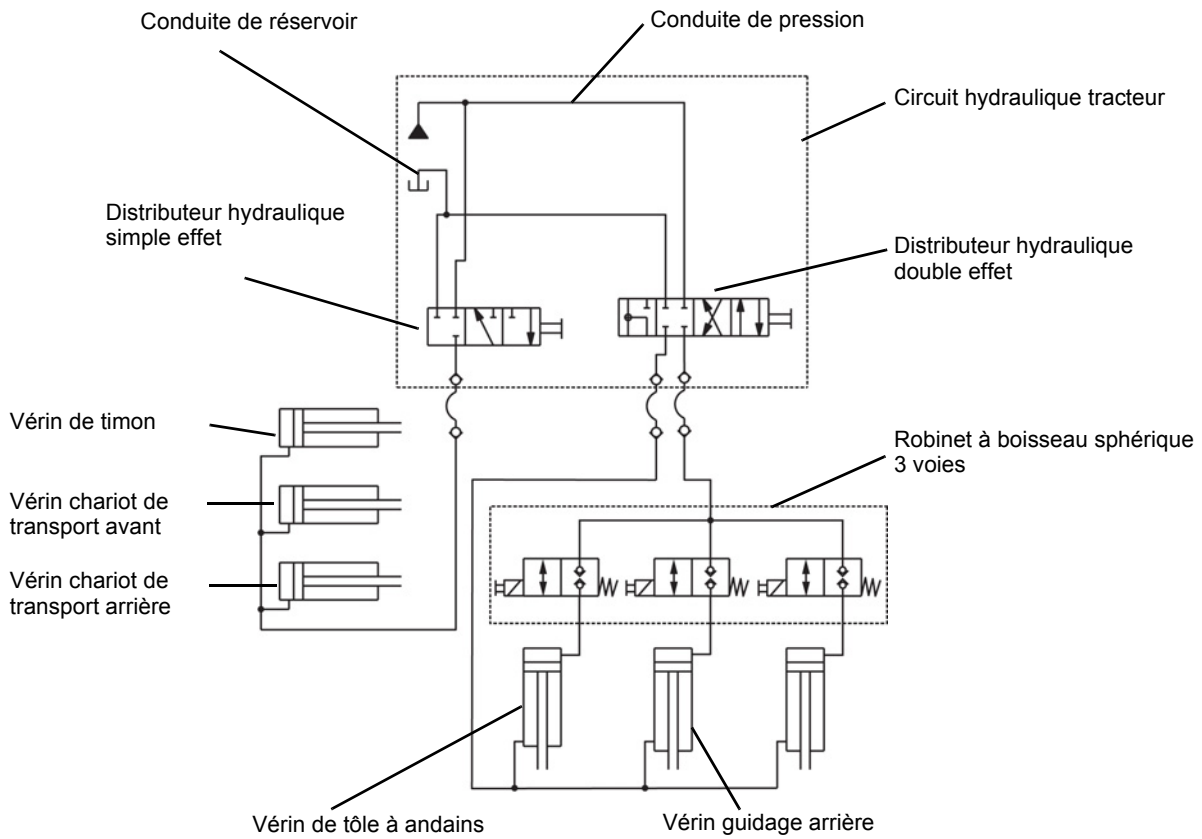 Conduite de réservoir
Conduite de pression
Circuit hydraulique tracteur
Distributeur hydraulique
simple effet
Distributeur hydraulique
double effet
Vérin de timon
Robinet à boisseau sphérique
3 voies
Vérin chariot de
transport avant
Vérin chariot de
transport arrière
Vérin de tôle à andains
Vérin guidage arrière